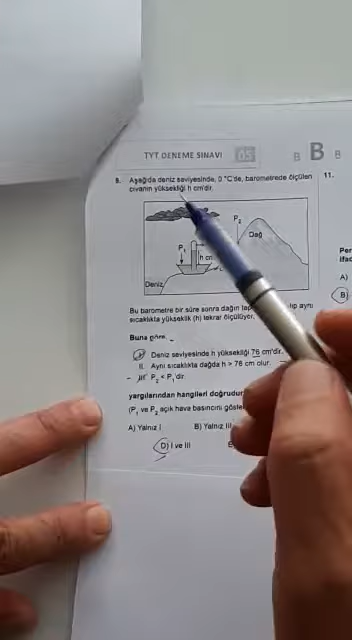 TYT DENEME SINAVI 05 B B B
8. Aşağıda deniz seviyesinde, 0 °C'de, barometrede ölçülen
cıvanın yüksekliği h cm'dir.
P2
Dağ
P1
h cm
Deniz
Bu barometre bir süre sonra dağın aynı
sıcaklıkta yükseklik (h) tekrar ölçülüyor.
Buna göre,
Deniz seviyesinde h yüksekliği 76 cm'dir.
II. Aynı sıcaklıkta dağda h > 76 cm olur.
III. P2 < P1'dir.
yargılarından hangileri doğrudur
(P1 ve P2 açık hava basıncını
A) Yalnız I B) Yalnız III
D) I ve III
11.
A)
B)